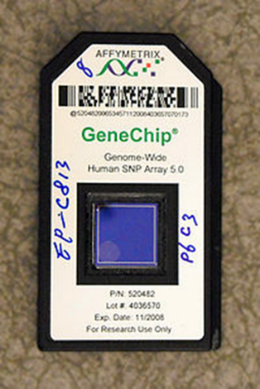 AFFYMETRIX
8
@52048200653457112008403657070173
GeneChip®
Genome-Wide
Human SNP Array 5.0
EP-C813
P6C3
P/N: 520482
Lot #: 4036570
Exp. Date: 11/2008
For Research Use Only